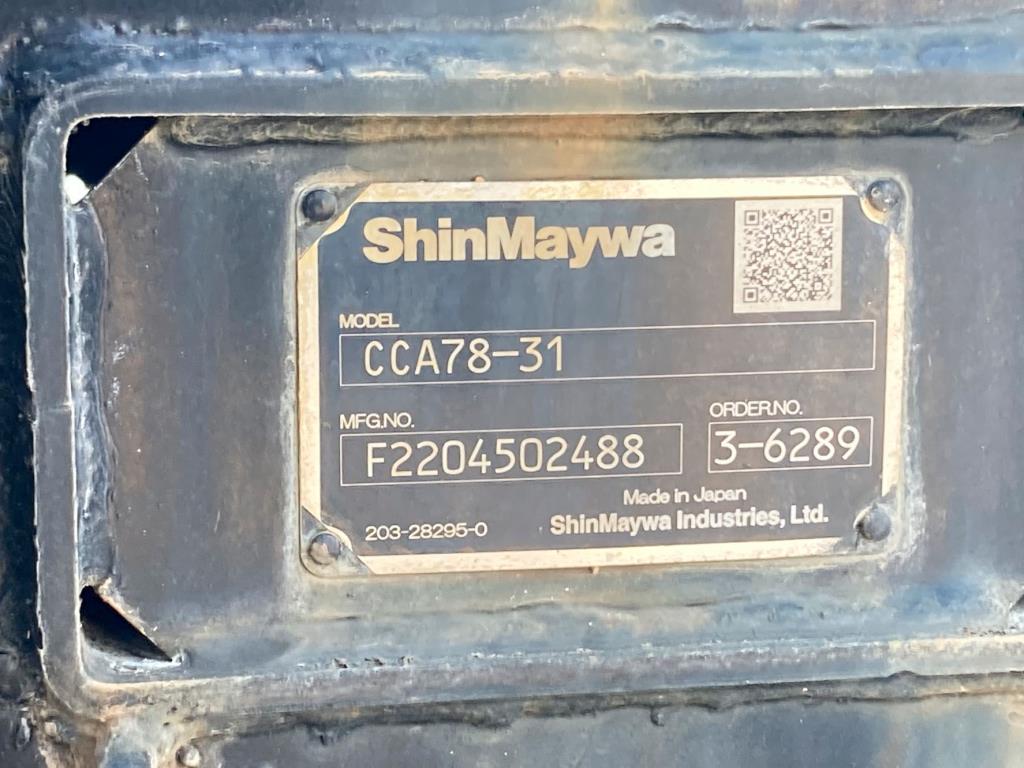 ShinMaywa
MODEL
CCA78-31
MFG.NO.
F2204502488
ORDER.NO.
3-6289
Made in Japan
203-28295-0
ShinMaywa Industries, Ltd.